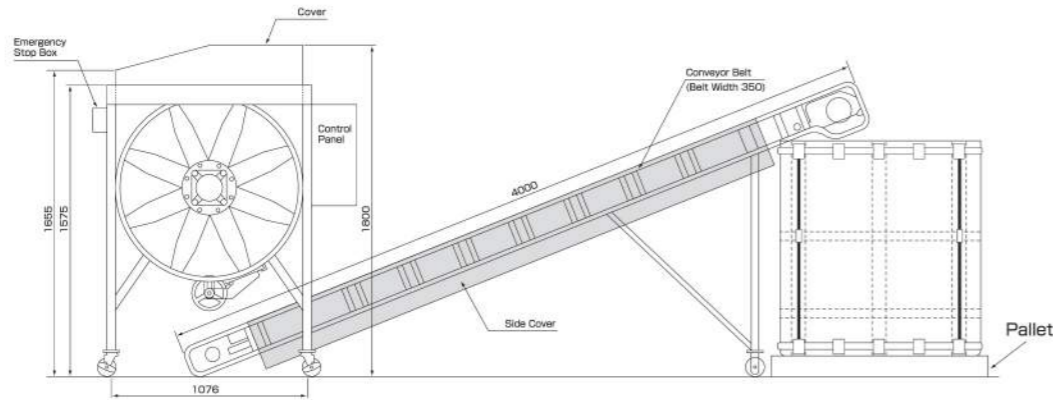 Cover
Emergency
Stop Box
Conveyor Belt
(Belt Width 350)
Control
Panel
4000
1655
1575
1800
Side Cover
Pallet
1076